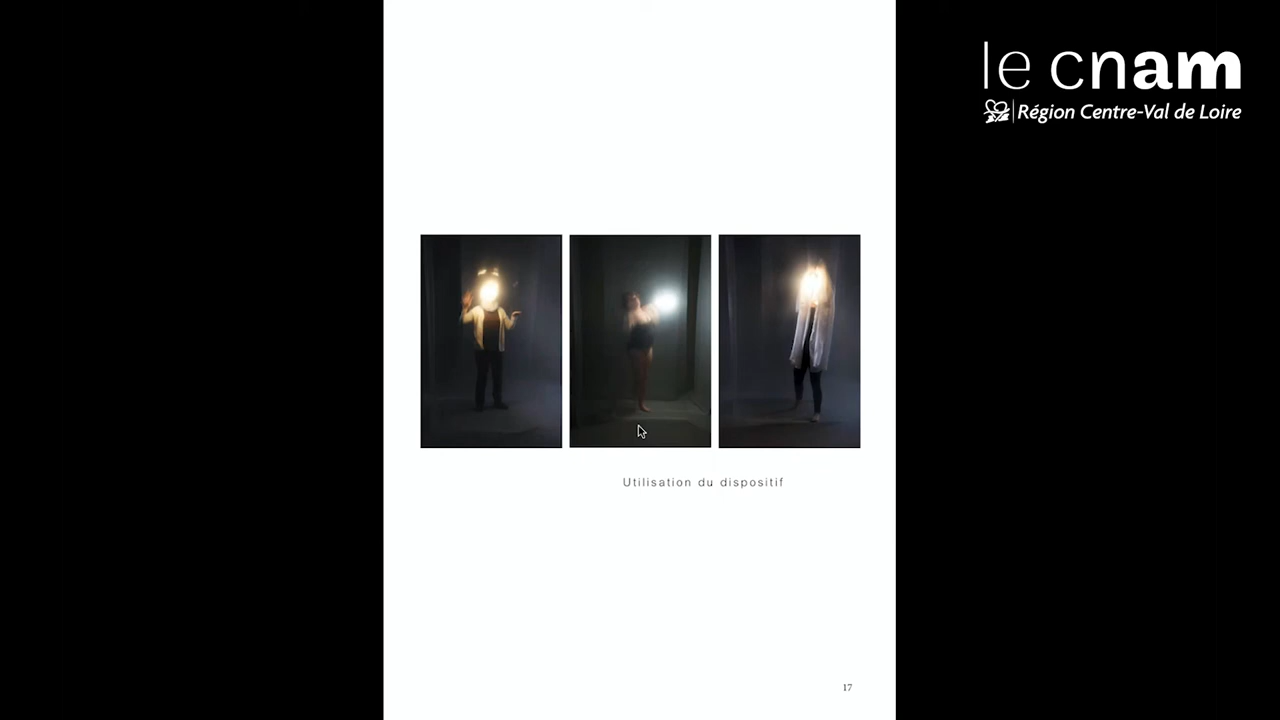 le cnam
Région Centre-Val de Loire
Utilisation du dispositif
17